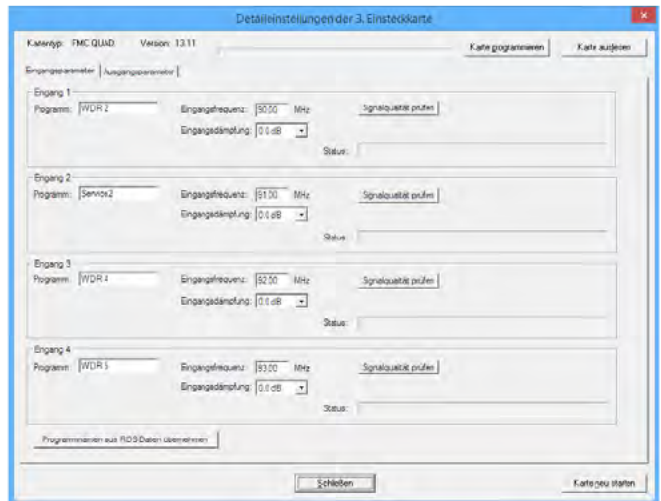 Detaileinstellungen der 3. Einsteckkarte
Kartentyp: FMC QUAD Version: 13.11 Karte programmieren Karte auslesen
Eingangsparameter Ausgangsparameter
Eingang 1
Programm: WDR 2 Eingangsfrequenz: 90.00 MHz Signalqualität prüfen
Eingangsdämpfung: 0.0 dB
Status:
Eingang 2
Programm: Service2 Eingangsfrequenz: 91.00 MHz Signalqualität prüfen
Eingangsdämpfung: 0.0 dB
Status:
Eingang 3
Programm: WDR 4 Eingangsfrequenz: 92.00 MHz Signalqualität prüfen
Eingangsdämpfung: 0.0 dB
Status:
Eingang 4
Programm: WDR 5 Eingangsfrequenz: 93.00 MHz Signalqualität prüfen
Eingangsdämpfung: 0.0 dB
Status:
Programmnamen aus RDS Daten übernehmen
Schließen Karte neu starten